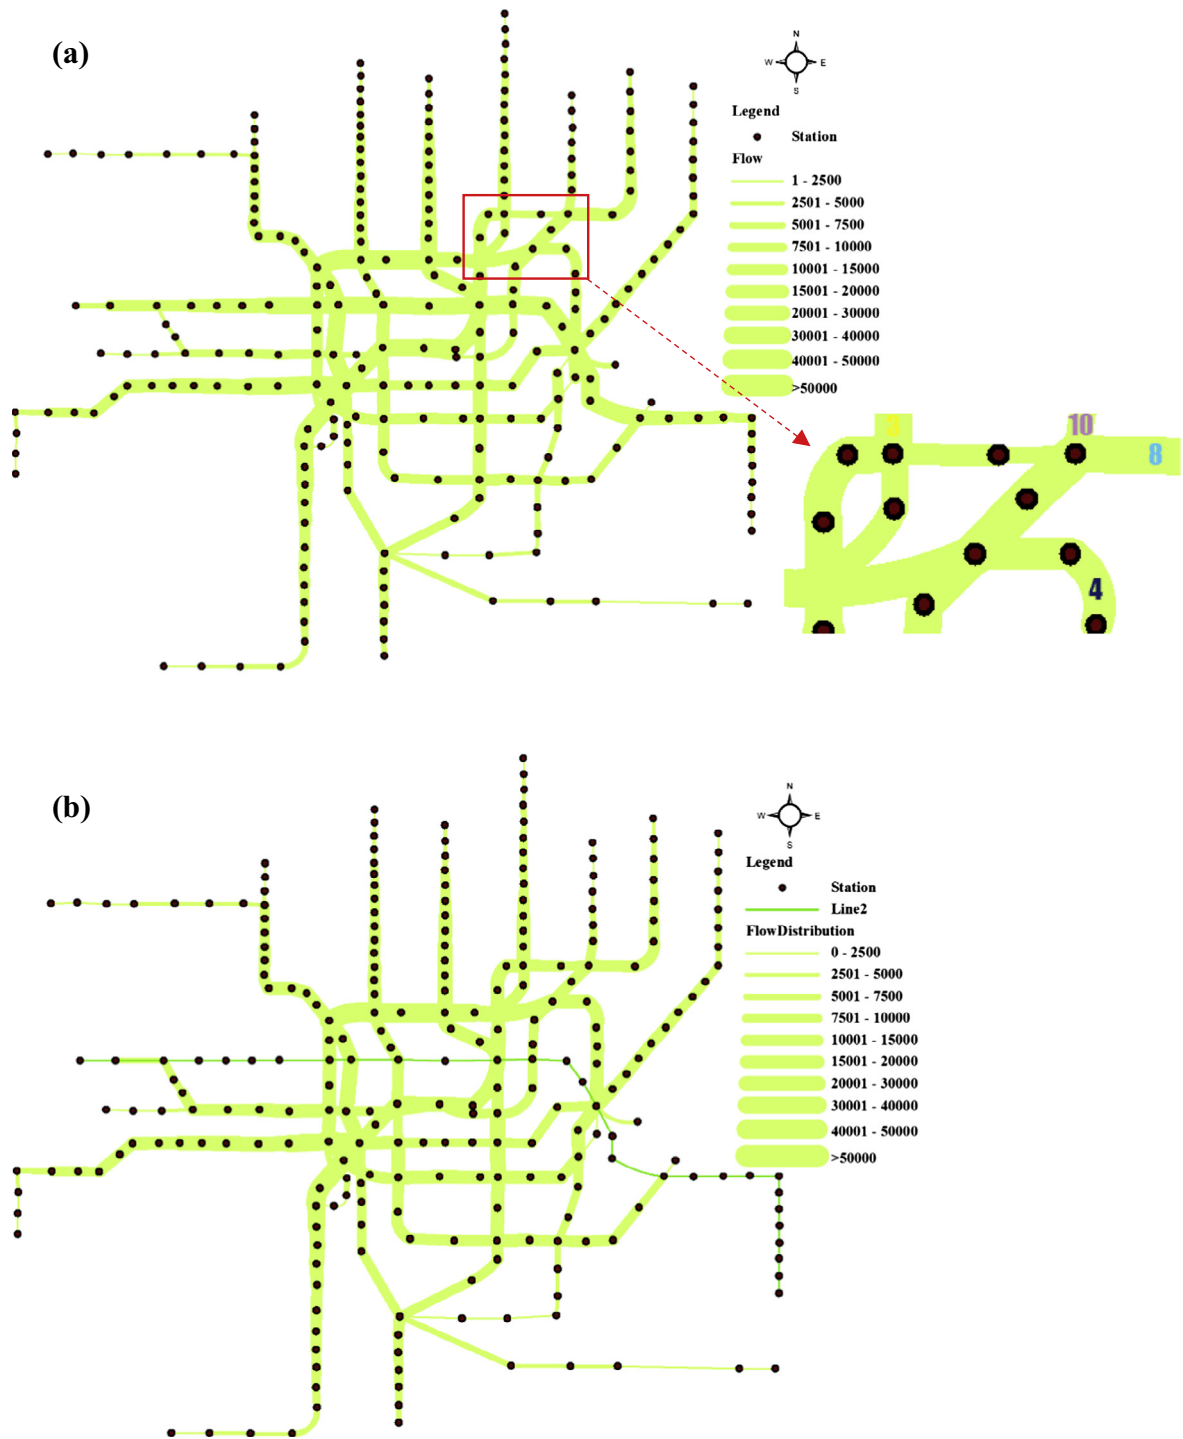 (a)
N
W E
S
Legend
Station
Flow
1 - 2500
2501 - 5000
5001 - 7500
7501 - 10000
10001 - 15000
15001 - 20000
20001 - 30000
30001 - 40000
40001 - 50000
>50000
3
10
8
4
(b)
N
W E
S
Legend
Station
Line2
FlowDistribution
0 - 2500
2501 - 5000
5001 - 7500
7501 - 10000
10001 - 15000
15001 - 20000
20001 - 30000
30001 - 40000
40001 - 50000
>50000